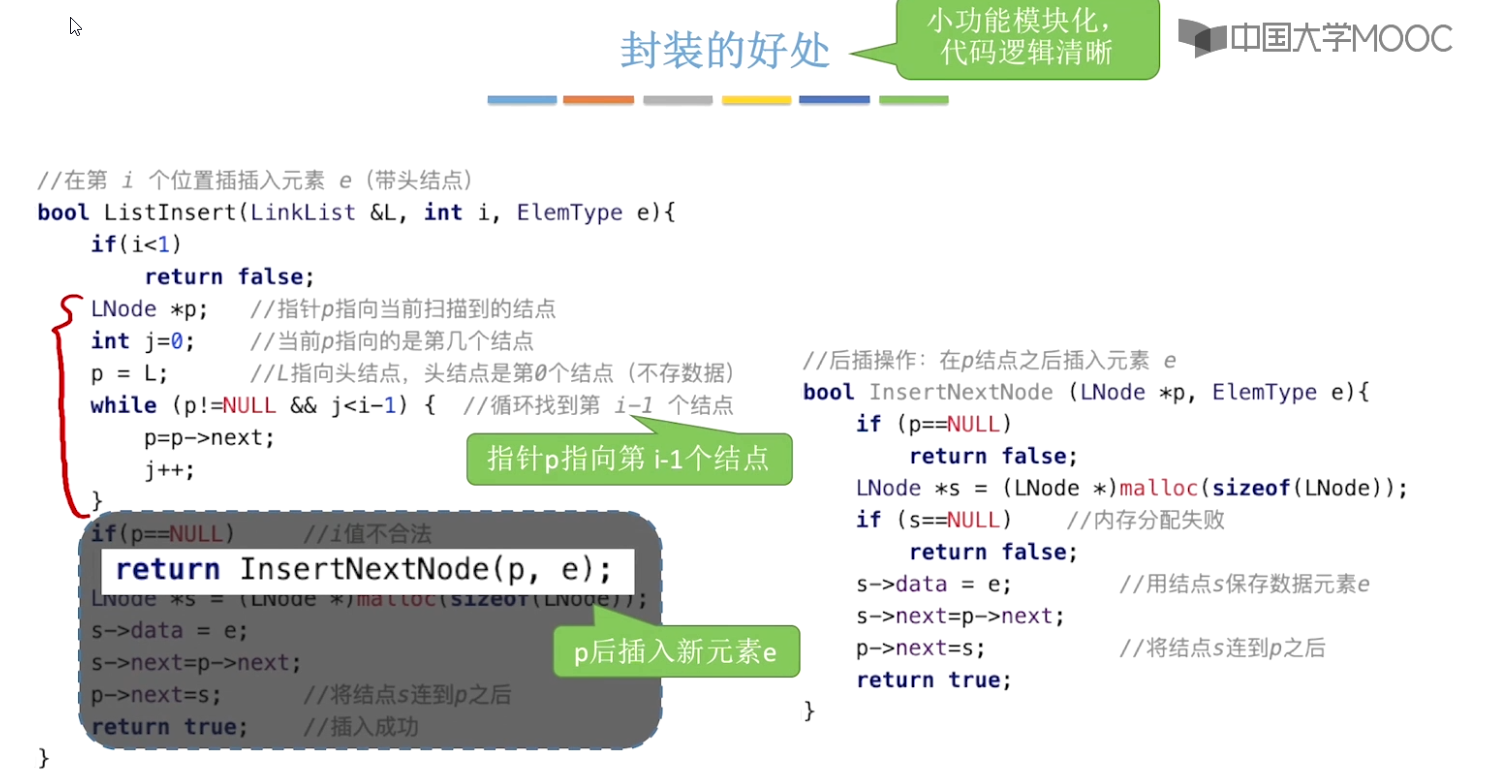 封装的好处
小功能模块化,
代码逻辑清晰
中国大学MOOC
//在第 i 个位置插插入元素 e（带头结点）
bool ListInsert(LinkList &L, int i, ElemType e){
if(i<1)
return false;
LNode *p; //指针p指向当前扫描到的结点
int j=0; //当前p指向的是第几个结点
p = L; //L指向头结点，头结点是第0个结点（不存数据）
while (p!=NULL && j<i-1) { //循环找到第 i-1 个结点
p=p->next;
j++;
}
指针p指向第 i-1个结点
if(p==NULL) //i值不合法
return InsertNextNode(p, e);
LNode *s = (LNode *)malloc(sizeof(LNode));
s->data = e;
s->next=p->next;
p->next=s; //将结点s连到p之后
return true; //插入成功
}
p后插入新元素e
//后插操作：在p结点之后插入元素 e
bool InsertNextNode (LNode *p, ElemType e){
if (p==NULL)
return false;
LNode *s = (LNode *)malloc(sizeof(LNode));
if (s==NULL) //内存分配失败
return false;
s->data = e; //用结点s保存数据元素e
s->next=p->next;
p->next=s; //将结点s连到p之后
return true;
}